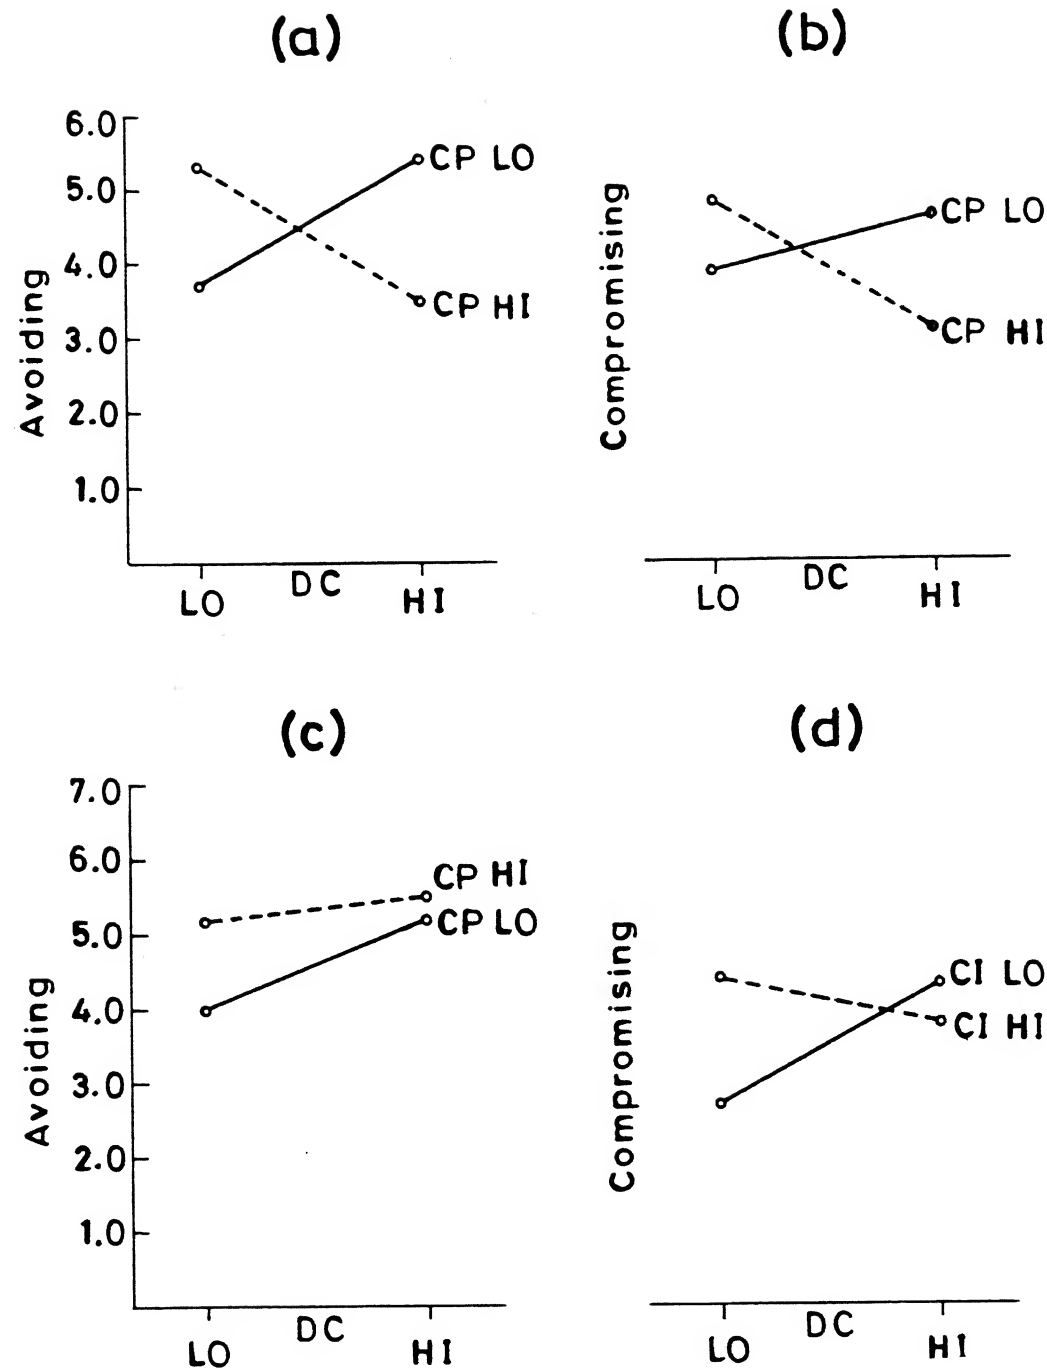 (a)
6.0
5.0
4.0
3.0
2.0
1.0
Avoiding
CP LO
CP HI
LO
DC
HI
(b)
Compromising
CP LO
CP HI
LO
DC
HI
(c)
7.0
6.0
5.0
4.0
3.0
2.0
1.0
Avoiding
CP HI
CP LO
LO
DC
HI
(d)
Compromising
CI LO
CI HI
LO
DC
HI